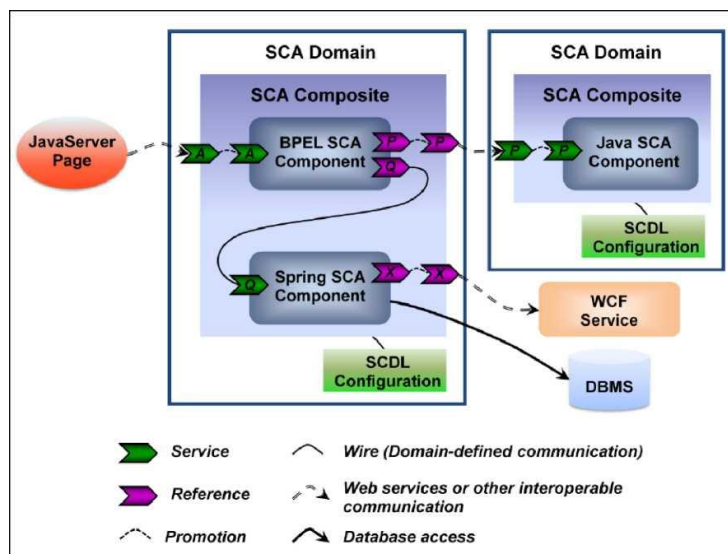 SCA Domain
SCA Composite
JavaServer
Page
A
A
BPEL SCA
Component
P
P
Q
Q
Spring SCA
Component
X
X
SCDL
Configuration
SCA Domain
SCA Composite
P
P
Java SCA
Component
SCDL
Configuration
WCF
Service
DBMS
Service
Wire (Domain-defined communication)
Reference
Web services or other interoperable
communication
Promotion
Database access